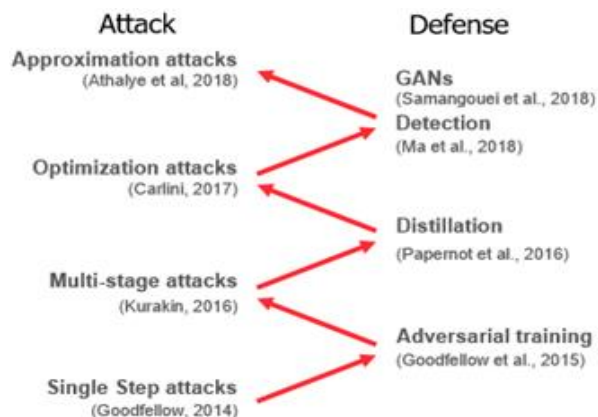 Attack
Defense
Approximation attacks
(Athalye et al, 2018)
GANs
(Samangouei et al., 2018)
Detection
(Ma et al., 2018)
Optimization attacks
(Carlini, 2017)
Distillation
(Papernot et al., 2016)
Multi-stage attacks
(Kurakin, 2016)
Adversarial training
(Goodfellow et al., 2015)
Single Step attacks
(Goodfellow, 2014)